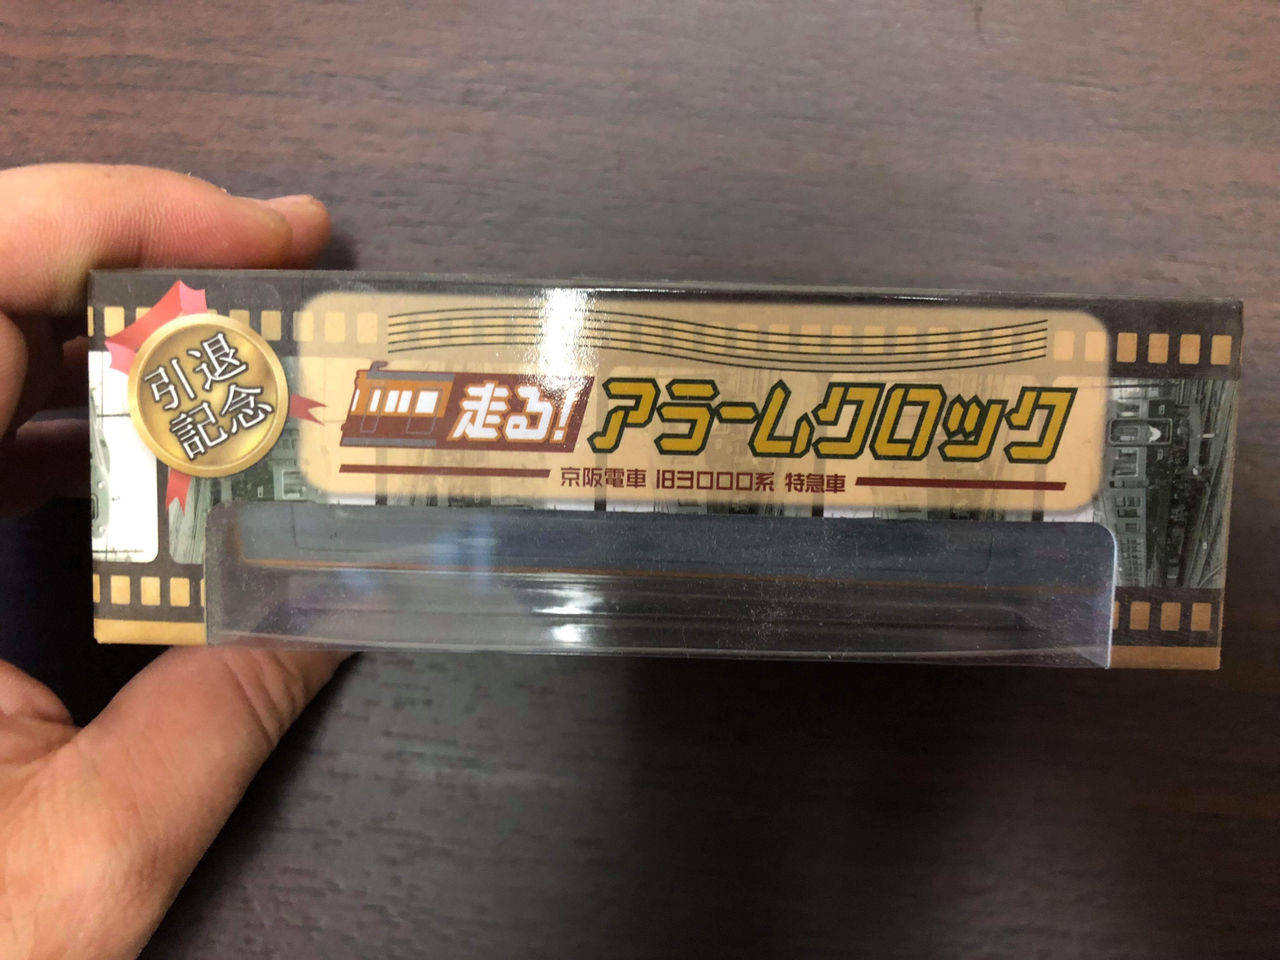 引退
記念
走る! アラームクロック
京阪電車 旧3000系 特急車